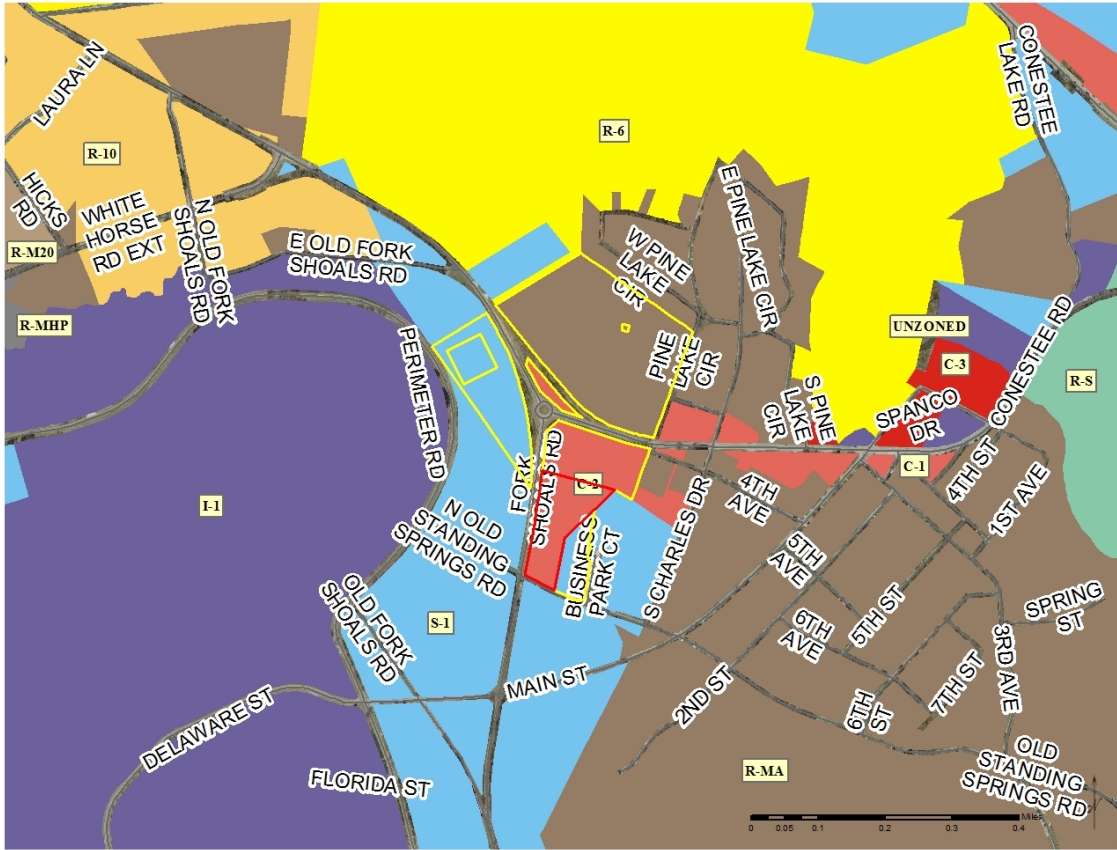 CONESTEE
LAKE RD
LAURA LN
R-6
R-10
HICKS
RD
WHITE
HORSE
RD EXT
N OLD FORK
SHOALS RD
E OLD FORK
SHOALS RD
R-M20
R-MHP
W PINE
LAKE
CIR
E PINE LAKE CIR
PINE
LAKE
CIR
S PINE
LAKE
CIR
UNZONED
C-3
CONESTEE RD
R-S
SPANCO
DR
C-1
PERIMETER RD
FORK
SHOALS RD
C-2
4TH
AVE
4TH ST
1ST AVE
I-1
N OLD
STANDING
SPRINGS RD
BUSINESS
PARK CT
S CHARLES DR
5TH
AVE
OLD FORK
SHOALS RD
S-1
6TH
AVE
5TH ST
SPRING
ST
3RD AVE
MAIN ST
2ND ST
6TH
ST
7TH ST
DELAWARE ST
FLORIDA ST
R-MA
OLD
STANDING
SPRINGS RD
Miles
0 0.05 0.1 0.2 0.3 0.4